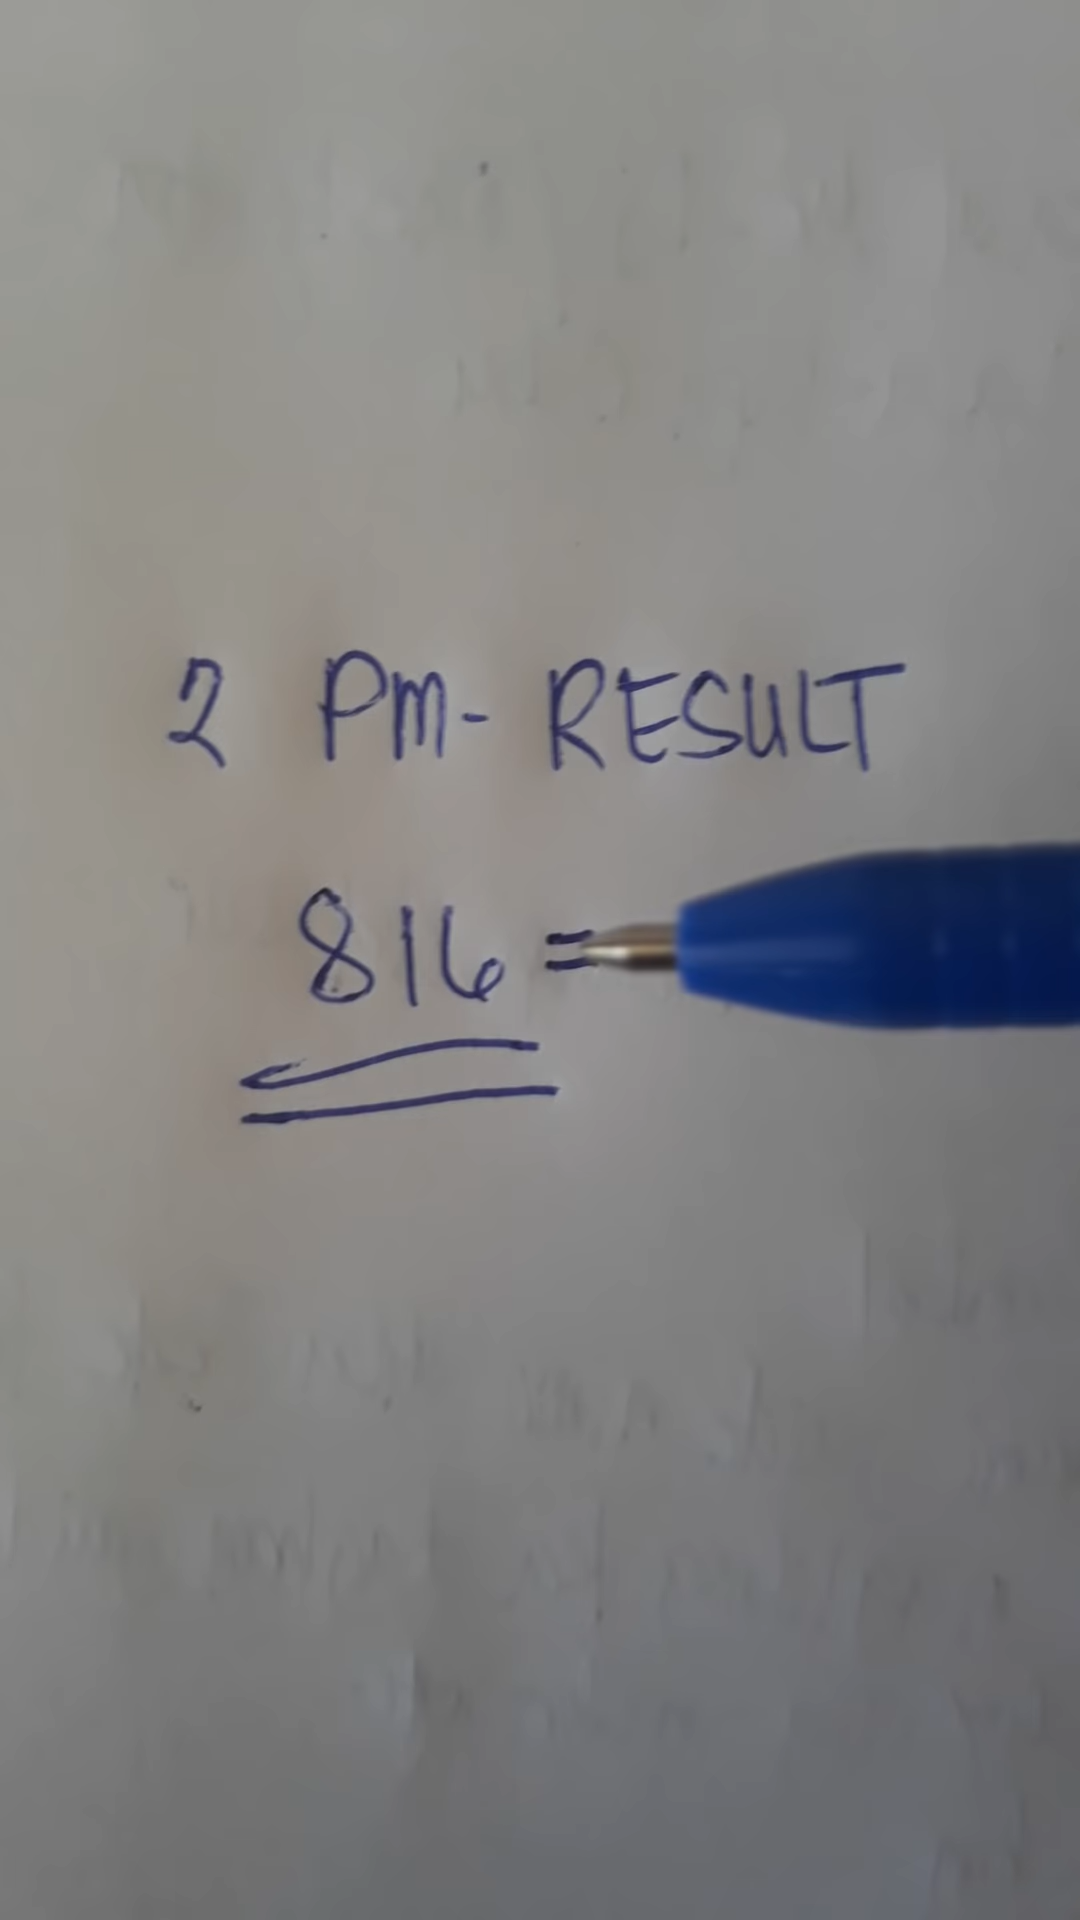 2 PM- RESULT
816 =